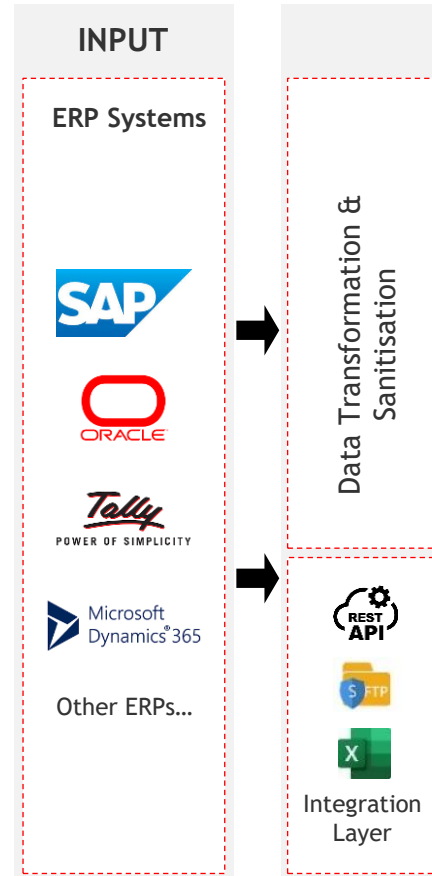 INPUT
ERP Systems
SAP
ORACLE
Tally
POWER OF SIMPLICITY
Microsoft
Dynamics® 365
Other ERPs…
Data Transformation &
Sanitisation
REST
API
SFTP
X
Integration
Layer